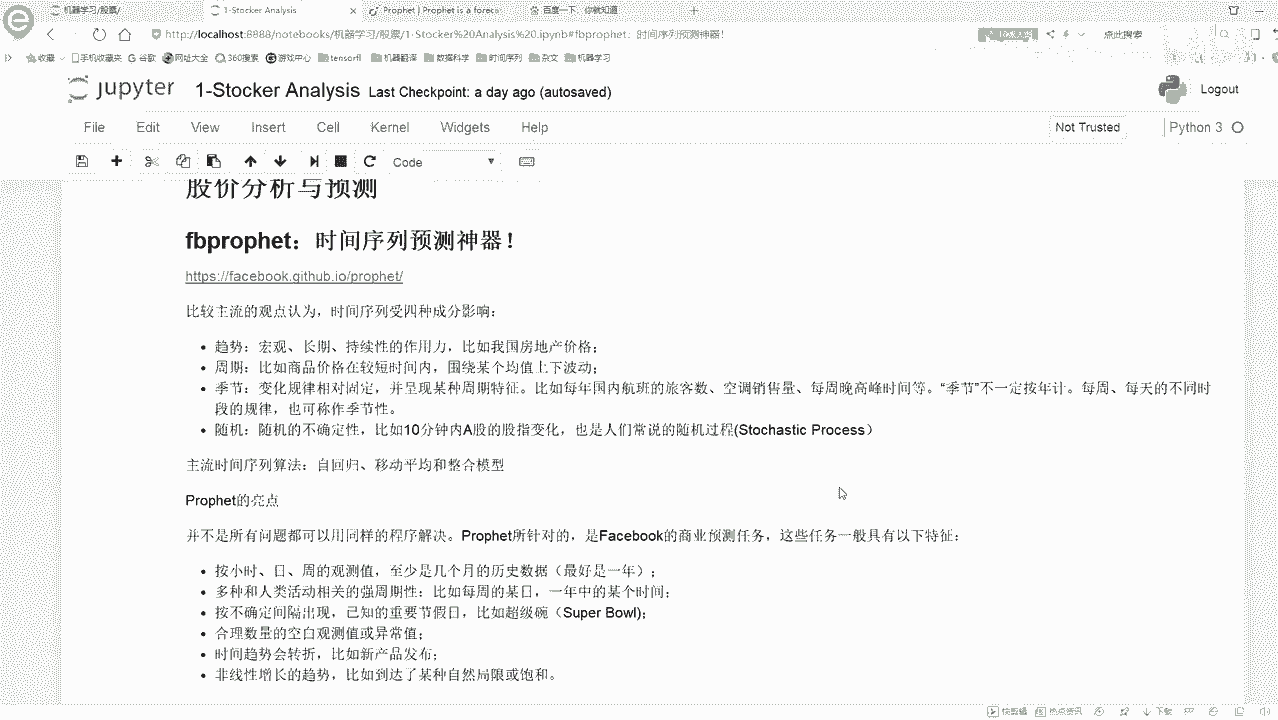 机器学习/股票/ 1-Stocker Analysis Prophet | Prophet is a foreca 百度一下，你就知道
http://localhost:8888/notebooks/机器学习/股票/1-Stocker%20Analysis%20.ipynb#fbprophet：时间序列预测神器！ 点此搜索
收藏 手机收藏夹 谷歌 网址大全 360搜索 游戏中心 tensorfl 机器翻译 数据科学 时间序列 杂文 机器学习
jupyter 1-Stocker Analysis Last Checkpoint: a day ago (autosaved) Logout
File Edit View Insert Cell Kernel Widgets Help Not Trusted Python 3
Code
股价分析与预测
fbprophet：时间序列预测神器！
https://facebook.github.io/prophet/
比较主流的观点认为，时间序列受四种成分影响：
趋势：宏观、长期、持续性的作用力，比如我国房地产价格；
周期：比如商品价格在较短时间内，围绕某个均值上下波动；
季节：变化规律相对固定，并呈现某种周期特征。比如每年国内航班的旅客数、空调销售量、每周晚高峰时间等。“季节”不一定按年计。每周、每天的不同时
段的规律，也可称作季节性。
随机：随机的不确定性，比如10分钟内A股的股指变化，也是人们常说的随机过程(Stochastic Process）
主流时间序列算法：自回归、移动平均和整合模型
Prophet的亮点
并不是所有问题都可以用同样的程序解决。Prophet所针对的，是Facebook的商业预测任务，这些任务一般具有以下特征：
按小时、日、周的观测值，至少是几个月的历史数据（最好是一年）；
多种和人类活动相关的强周期性：比如每周的某日，一年中的某个时间；
按不确定间隔出现，已知的重要节假日，比如超级碗（Super Bowl)；
合理数量的空白观测值或异常值；
时间趋势会转折，比如新产品发布；
非线性增长的趋势，比如到达了某种自然局限或饱和。
快剪辑 热点资讯 下载